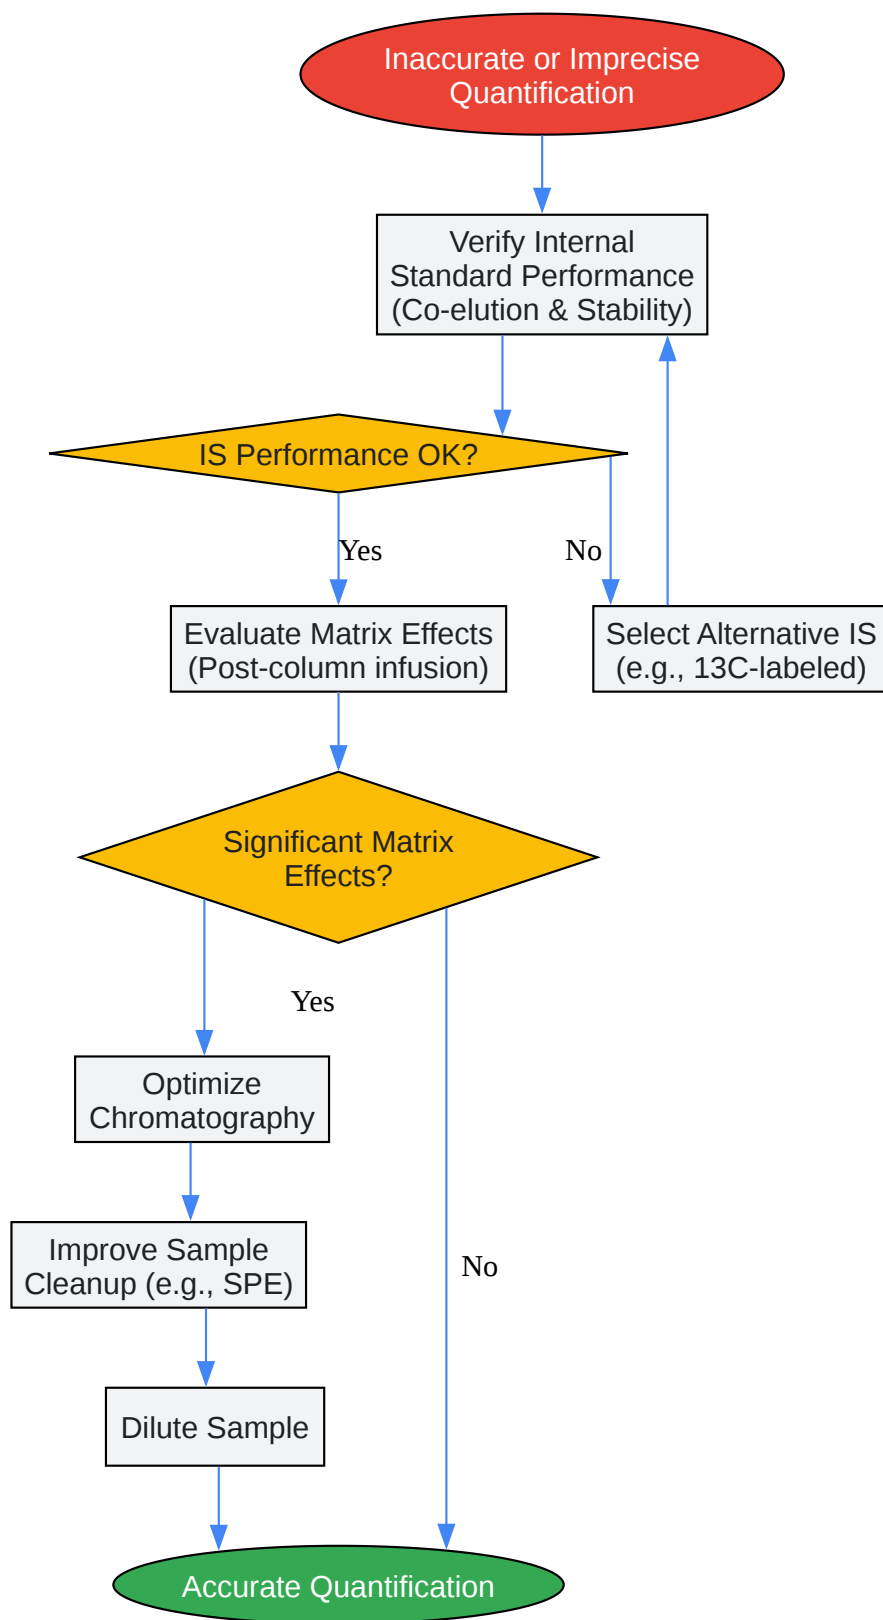 Inaccurate or Imprecise
Quantification
Verify Internal
Standard Performance
(Co-elution & Stability)
IS Performance OK?
Yes
No
Evaluate Matrix Effects
(Post-column infusion)
Select Alternative IS
(e.g., 13C-labeled)
Significant Matrix
Effects?
Yes
Optimize
Chromatography
Improve Sample
Cleanup (e.g., SPE)
No
Dilute Sample
Accurate Quantification